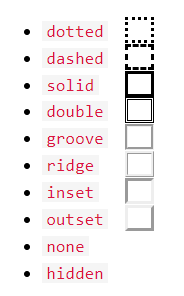 dotted
dashed
solid
double
groove
ridge
inset
outset
none
hidden